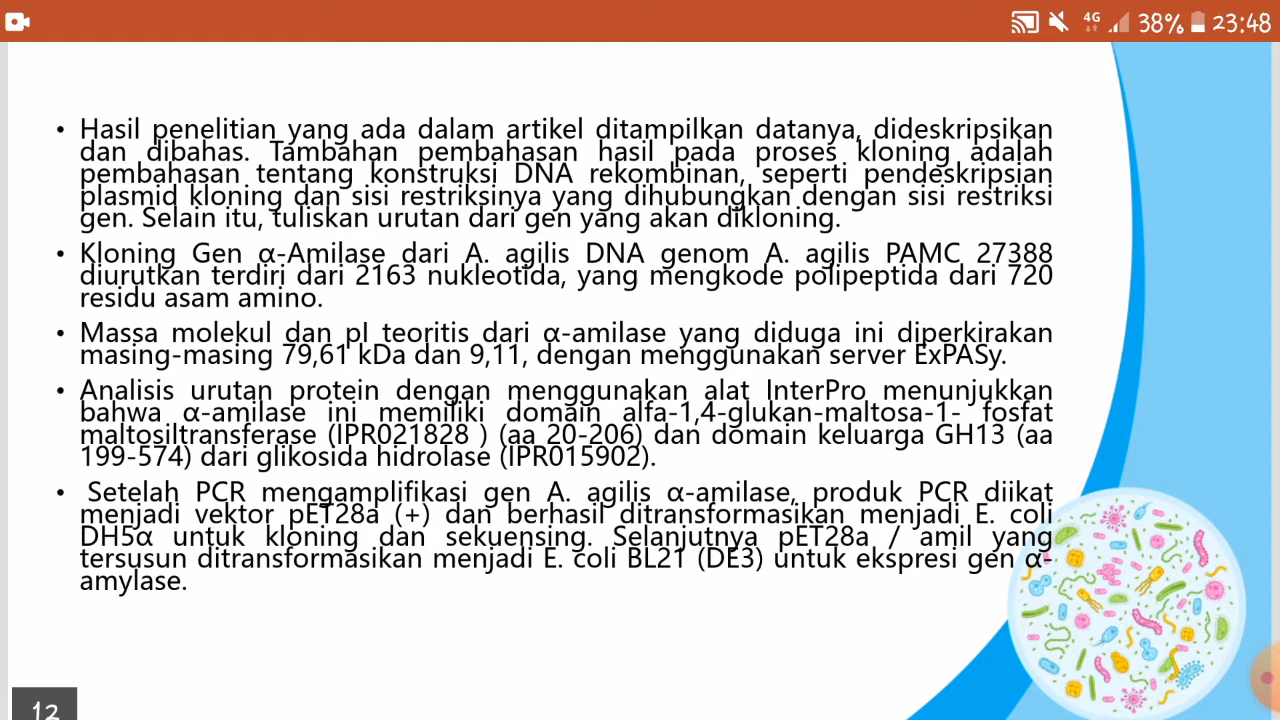 4G 38% 23:48
• Hasil penelitian yang ada dalam artikel ditampilkan datanya, dideskripsikan
dan dibahas. Tambahan pembahasan hasil pada proses kloning adalah
pembahasan tentang konstruksi DNA rekombinan, seperti pendeskripsian
plasmid kloning dan sisi restriksinya yang dihubungkan dengan sisi restriksi
gen. Selain itu, tuliskan urutan dari gen yang akan dikloning.
• Kloning Gen α-Amilase dari A. agilis DNA genom A. agilis PAMC 27388
diurutkan terdiri dari 2163 nukleotida, yang mengkode polipeptida dari 720
residu asam amino.
• Massa molekul dan pI teoritis dari α-amilase yang diduga ini diperkirakan
masing-masing 79,61 kDa dan 9,11, dengan menggunakan server ExPASy.
• Analisis urutan protein dengan menggunakan alat InterPro menunjukkan
bahwa α-amilase ini memiliki domain alfa-1,4-glukan-maltosa-1- fosfat
maltosiltransferase (IPR021828 ) (aa 20-206) dan domain keluarga GH13 (aa
199-574) dari glikosida hidrolase (IPR015902).
• Setelah PCR mengamplifikasi gen A. agilis α-amilase, produk PCR diikat
menjadi vektor pET28a (+) dan berhasil ditransformasikan menjadi E. coli
DH5α untuk kloning dan sekuensing. Selanjutnya pET28a / amil yang
tersusun ditransformasikan menjadi E. coli BL21 (DE3) untuk ekspresi gen α-
amylase.
12